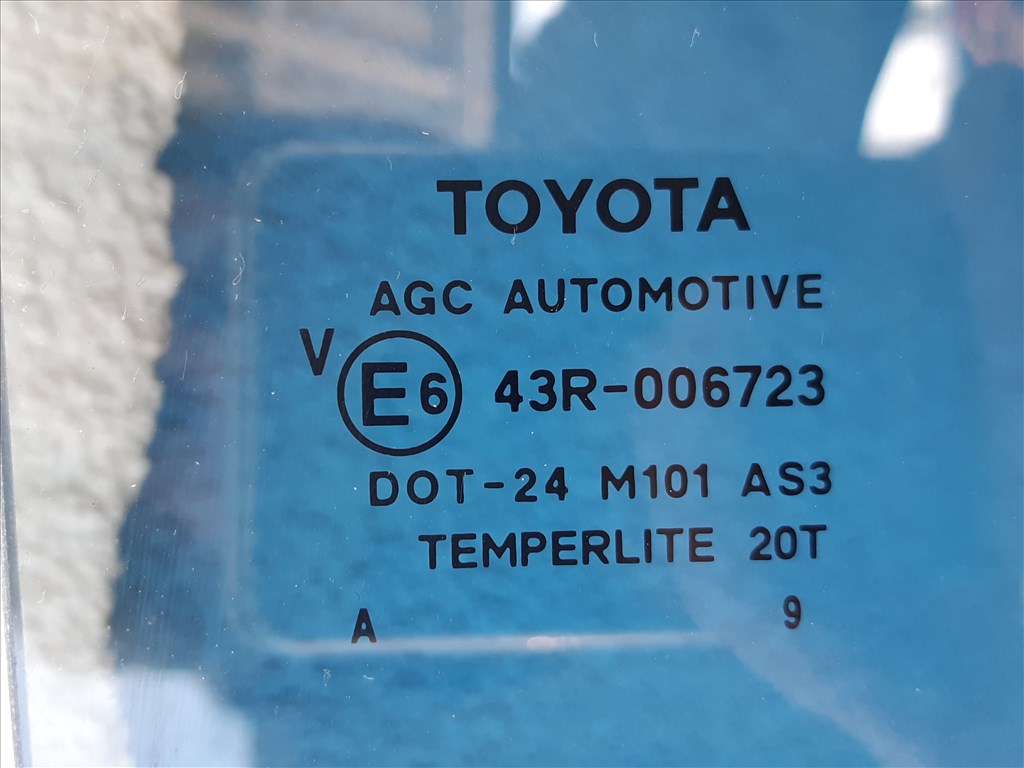 TOYOTA
AGC AUTOMOTIVE
V E6 43R-006723
DOT-24 M101 AS3
TEMPERLITE 20T
A 9